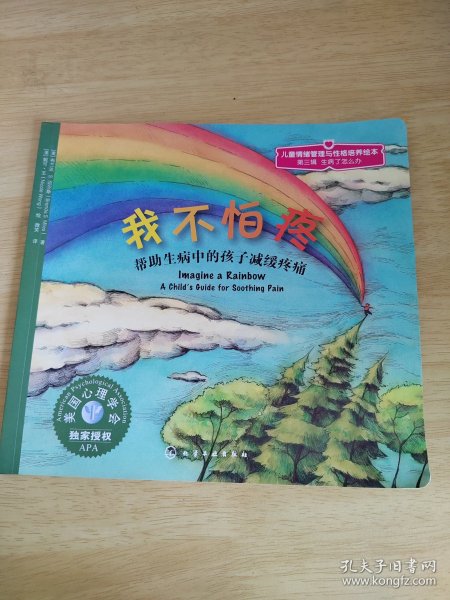 儿童情绪管理与性格培养绘本
第三辑 生病了怎么办
我不怕疼
帮助生病中的孩子减缓疼痛
Imagine a Rainbow
A Child's Guide for Soothing Pain
American Psychological Association
美国心理学会
独家授权
APA
化学工业出版社
孔夫子旧书网
www.kongfz.com